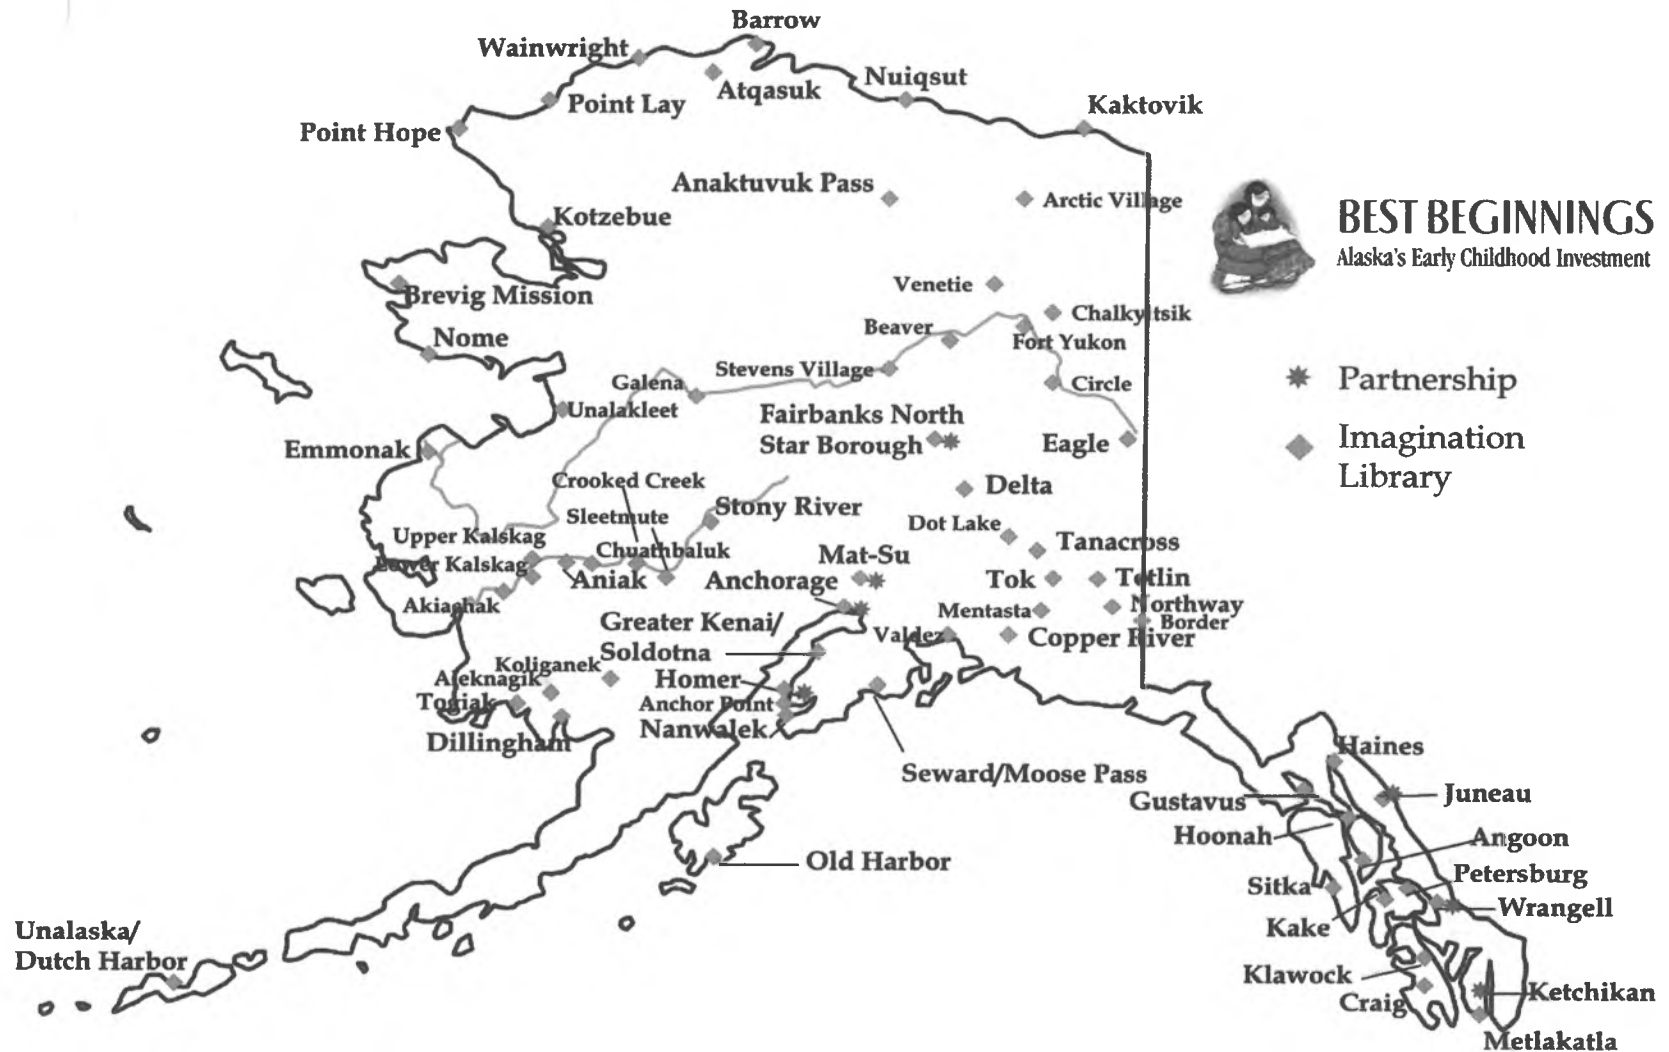 Barrow
Wainwright
Atqasuk
Nuiqsut
Point Lay
Kaktovik
Point Hope
Anaktuvuk Pass
Arctic Village
Kotzebue
BEST BEGINNINGS
Alaska's Early Childhood Investment
Venetie
Brevig Mission
Chalkyitsik
Beaver
Fort Yukon
Nome
Stevens Village
Galena
Circle
Partnership
Unalakleet
Fairbanks North
Star Borough
Eagle
Imagination
Library
Emmonak
Crooked Creek
Delta
Stony River
Sleetmute
Dot Lake
Upper Kalskag
Chuathbaluk
Tanacross
Mat-Su
Lower Kalskag
Aniak
Anchorage
Tok
Tetlin
Akiachak
Mentasta
Northway
Border
Greater Kenai/
Soldotna
Valdez
Copper River
Koliganek
Aleknagik
Homer
Togiak
Anchor Point
Nanwalek
Dillingham
Seward/Moose Pass
Haines
Gustavus
Juneau
Hoonah
Angoon
Old Harbor
Petersburg
Sitka
Wrangell
Kake
Unalaska/
Dutch Harbor
Klawock
Craig
Ketchikan
Metlakatla